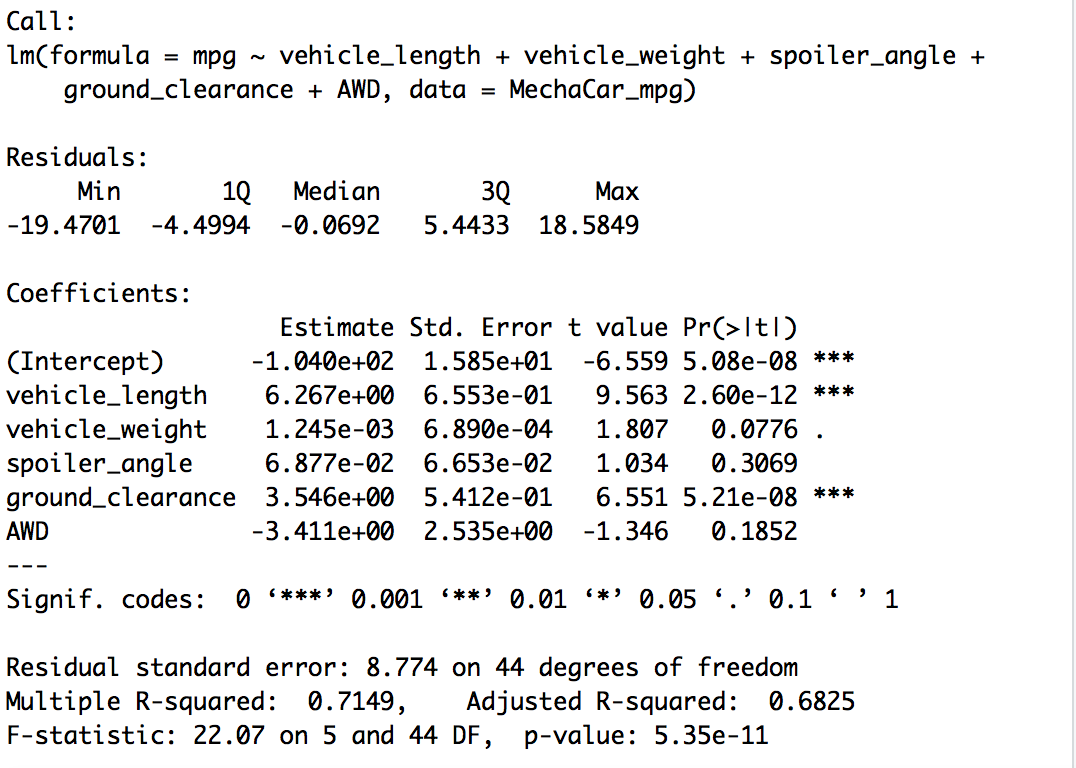 Call:
lm(formula = mpg ~ vehicle_length + vehicle_weight + spoiler_angle +
    ground_clearance + AWD, data = MechaCar_mpg)

Residuals:
     Min       1Q   Median       3Q      Max
-19.4701  -4.4994  -0.0692   5.4433  18.5849

Coefficients:
                   Estimate Std. Error t value Pr(>|t|)
(Intercept)      -1.040e+02  1.585e+01  -6.559 5.08e-08 ***
vehicle_length    6.267e+00  6.553e-01   9.563 2.60e-12 ***
vehicle_weight    1.245e-03  6.890e-04   1.807   0.0776 .
spoiler_angle     6.877e-02  6.653e-02   1.034   0.3069
ground_clearance  3.546e+00  5.412e-01   6.551 5.21e-08 ***
AWD              -3.411e+00  2.535e+00  -1.346   0.1852
---
Signif. codes:  0 ‘***’ 0.001 ‘**’ 0.01 ‘*’ 0.05 ‘.’ 0.1 ‘ ’ 1

Residual standard error: 8.774 on 44 degrees of freedom
Multiple R-squared:  0.7149,    Adjusted R-squared:  0.6825
F-statistic: 22.07 on 5 and 44 DF,  p-value: 5.35e-11